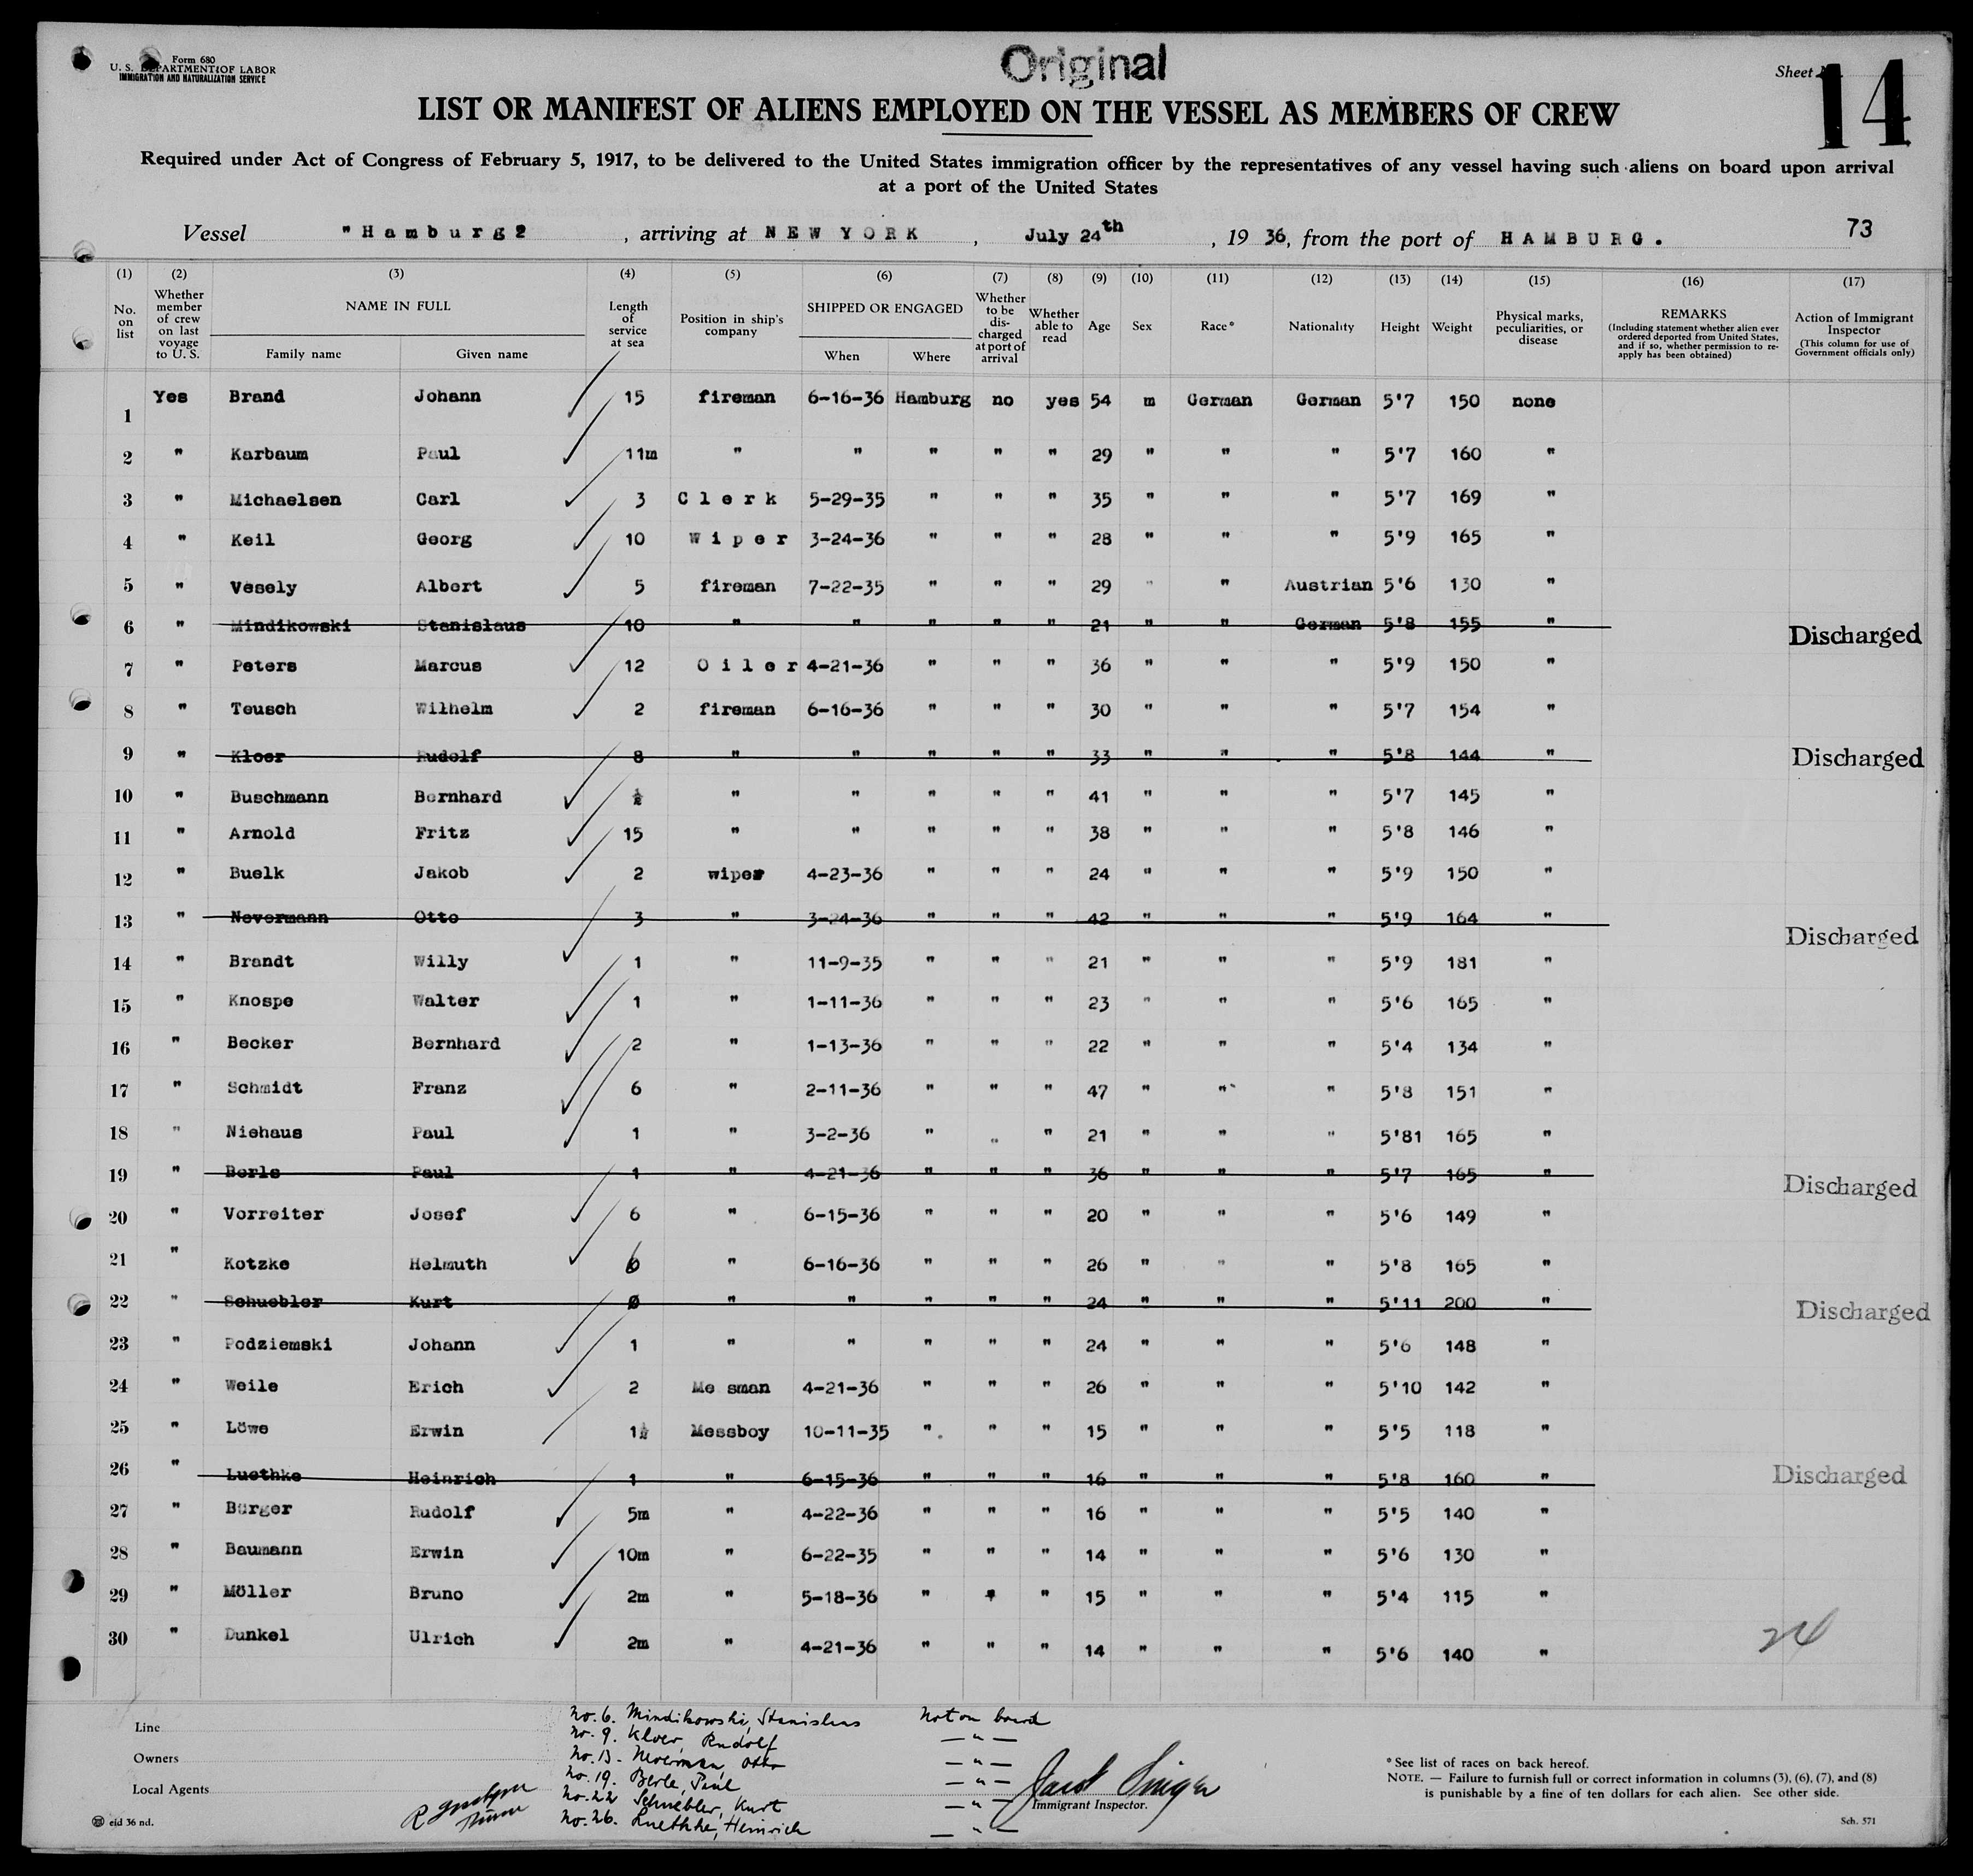 Form 680
U. S. DEPARTMENT OF LABOR
IMMIGRATION AND NATURALIZATION SERVICE
Original
Sheet 14
LIST OR MANIFEST OF ALIENS EMPLOYED ON THE VESSEL AS MEMBERS OF CREW
Required under Act of Congress of February 5, 1917, to be delivered to the United States immigration officer by the representatives of any vessel having such aliens on board upon arrival
at a port of the United States
Vessel "Hamburg2, arriving at NEW YORK, July 24th, 1936, from the port of HAMBURG. 73
(1) (2) (3) (4) (5) (6) (7) (8) (9) (10) (11) (12) (13) (14) (15) (16) (17)
No. on list Whether member of crew on last voyage to U. S. NAME IN FULL Family name Given name Length of service at sea Position in ship's company SHIPPED OR ENGAGED When Where Whether to be discharged at port of arrival Whether able to read Age Sex Race* Nationality Height Weight Physical marks, peculiarities, or disease REMARKS (Including statement whether alien ever ordered deported from United States, and if so, whether permission to re-apply has been obtained) Action of Immigrant Inspector (This column for use of Government officials only)
1 Yes Brand Johann 15 fireman 6-16-36 Hamburg no yes 54 m German German 5'7 150 none
2 " Karbaum Paul 11m " " " " " 29 " " " 5'7 160 "
3 " Michaelsen Carl 3 Clerk 5-29-35 " " " 35 " " " 5'7 169 "
4 " Keil Georg 10 Wiper 3-24-36 " " " 28 " " " 5'9 165 "
5 " Vesely Albert 5 fireman 7-22-35 " " " 29 " " Austrian 5'6 130 "
6 " Mindikowski Stanislaus 10 " " " " " 21 " " German 5'8 155 " Discharged
7 " Peters Marcus 12 Oiler 4-21-36 " " " 36 " " " 5'9 150 "
8 " Teusch Wilhelm 2 fireman 6-16-36 " " " 30 " " " 5'7 154 "
9 " Kloer Rudolf 8 " " " " " 33 " " " 5'8 144 " Discharged
10 " Buschmann Bernhard ½ " " " " " 41 " " " 5'7 145 "
11 " Arnold Fritz 15 " " " " " 38 " " " 5'8 146 "
12 " Buelk Jakob 2 wiper 4-23-36 " " " 24 " " " 5'9 150 "
13 " Nevermann Otto 3 " 3-24-36 " " " 42 " " " 5'9 164 " Discharged
14 " Brandt Willy 1 " 11-9-35 " " " 21 " " " 5'9 181 "
15 " Knospe Walter 1 " 1-11-36 " " " 23 " " " 5'6 165 "
16 " Becker Bernhard 2 " 1-13-36 " " " 22 " " " 5'4 134 "
17 " Schmidt Franz 6 " 2-11-36 " " " 47 " " " 5'8 151 "
18 " Niehaus Paul 1 " 3-2-36 " " " 21 " " " 5'81 165 "
19 " Berls Paul 1 " 4-21-36 " " " 36 " " " 5'7 165 " Discharged
20 " Vorreiter Josef 6 " 6-15-36 " " " 20 " " " 5'6 149 "
21 " Kotzke Helmuth 6 " 6-16-36 " " " 26 " " " 5'8 165 "
22 " Schuebler Kurt 0 " " " " " 24 " " " 5'11 200 " Discharged
23 " Podziemski Johann 1 " " " " " 24 " " " 5'6 148 "
24 " Weile Erich 2 Me sman 4-21-36 " " " 26 " " " 5'10 142 "
25 " Löwe Erwin 1½ Messboy 10-11-35 " " " 15 " " " 5'5 118 "
26 " Luethke Heinrich 1 " 6-15-36 " " " 16 " " " 5'8 160 " Discharged
27 " Bürger Rudolf 5m " 4-22-36 " " " 16 " " " 5'5 140 "
28 " Baumann Erwin 10m " 6-22-35 " " " 14 " " " 5'6 130 "
29 " Möller Bruno 2m " 5-18-36 " " " 15 " " " 5'4 115 "
30 " Dunkel Ulrich 2m " 4-21-36 " " " 14 " " " 5'6 140 "
24
Line
Owners
Local Agents
no. 6. Mindikowski, Stanislaus Not on board
no. 9. Kloer, Rudolf — " —
no. 13. Neverman, Otto — " —
no. 19. Berls, Paul — " —
no. 22 Schuebler, Kurt — " —
no. 26. Luethke, Heinrich — " —
Jacob Singer
Immigrant Inspector.
* See list of races on back hereof.
NOTE. — Failure to furnish full or correct information in columns (3), (6), (7), and (8)
is punishable by a fine of ten dollars for each alien. See other side.
eid 36 nd.
Sch. 571